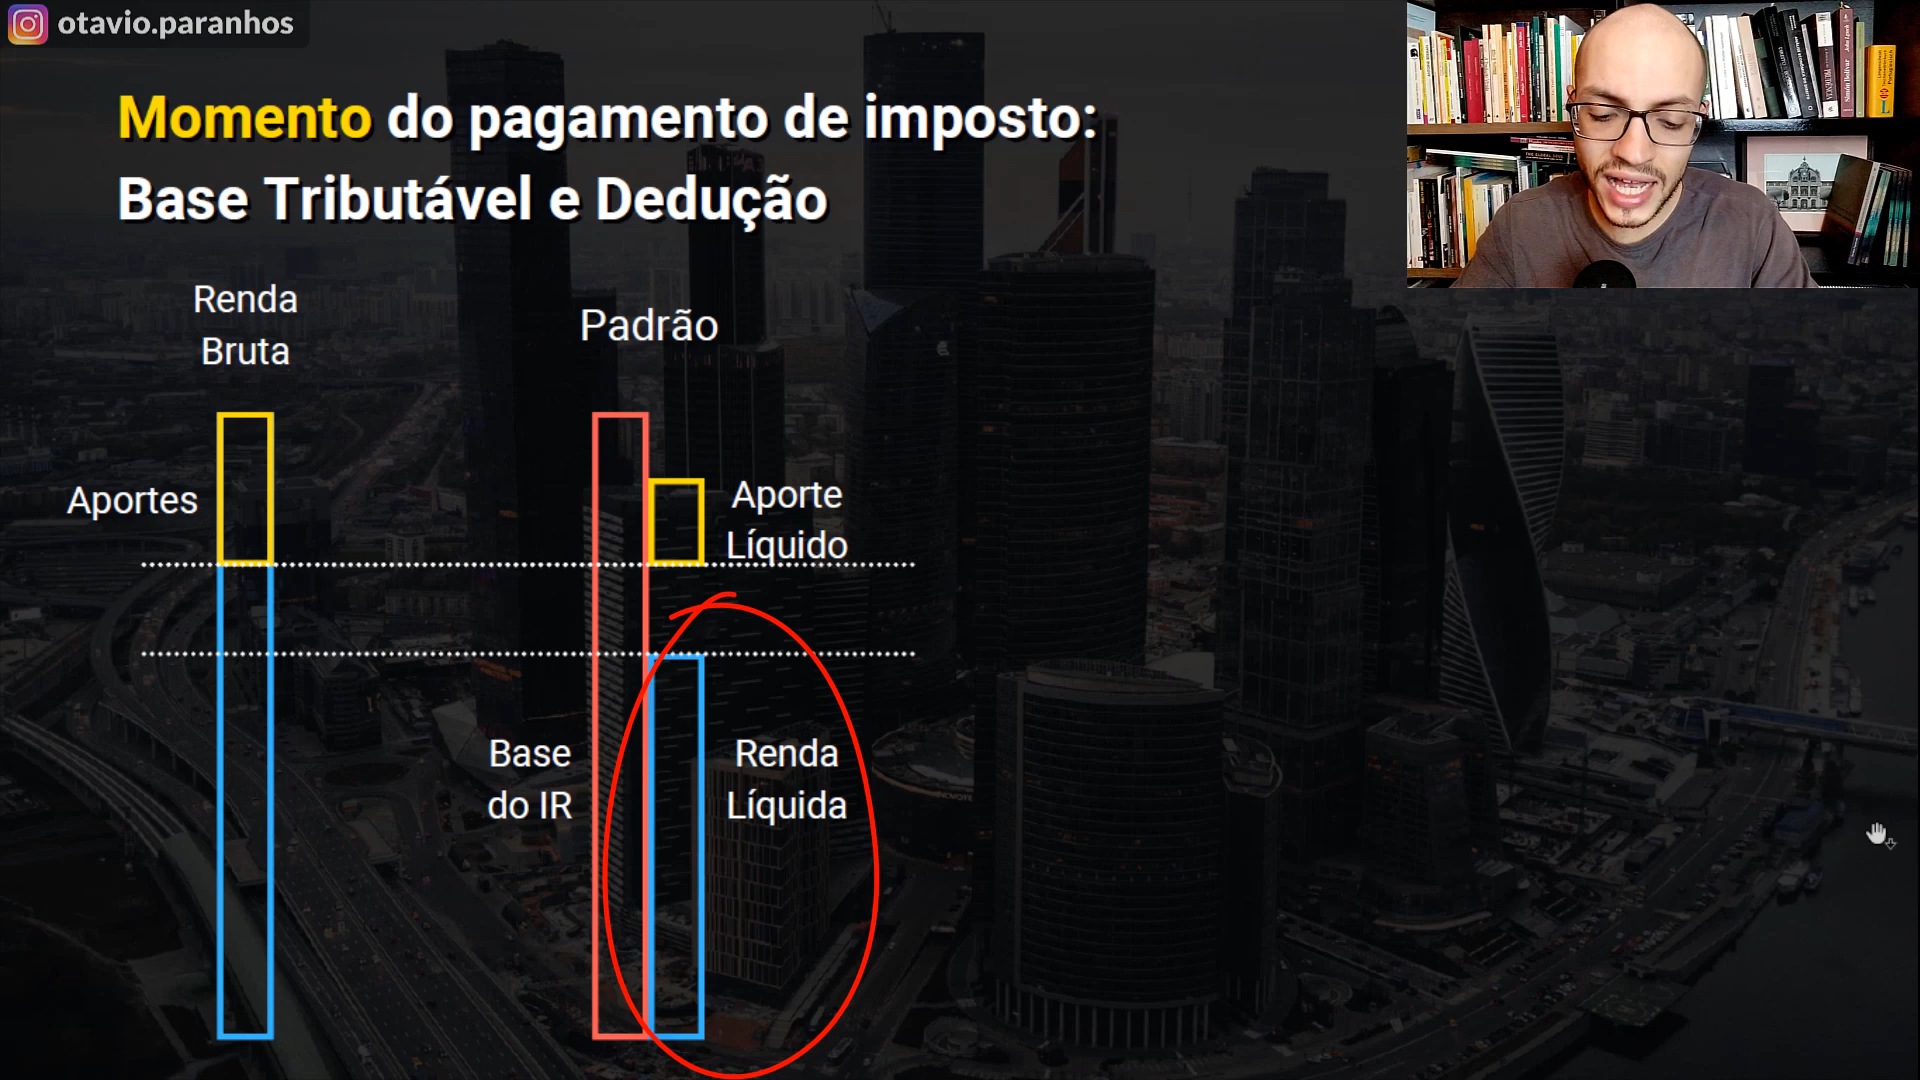 otavio.paranhos
Momento do pagamento de imposto:
Base Tributável e Dedução
Renda
Bruta
Padrão
Aportes
Aporte
Líquido
Base
do IR
Renda
Líquida